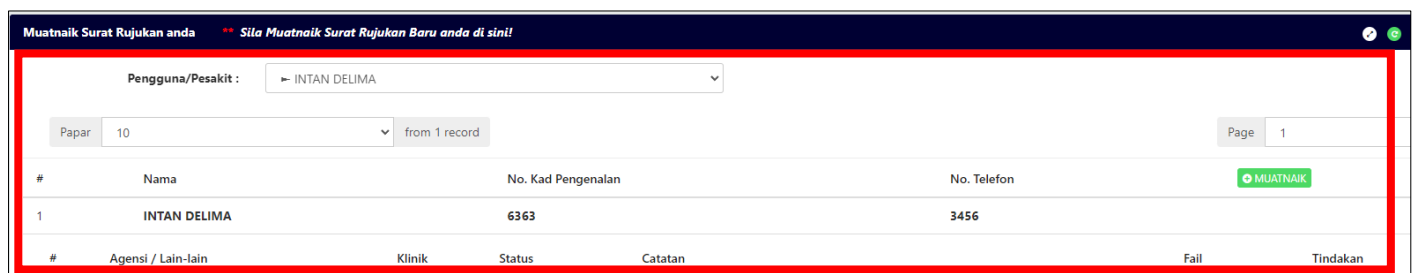 Muatnaik Surat Rujukan anda ** Sila Muatnaik Surat Rujukan Baru anda di sini!
Pengguna/Pesakit : ► INTAN DELIMA
Papar 10 from 1 record Page 1
# Nama No. Kad Pengenalan No. Telefon MUATNAIK
1 INTAN DELIMA 6363 3456
# Agensi / Lain-lain Klinik Status Catatan Fail Tindakan